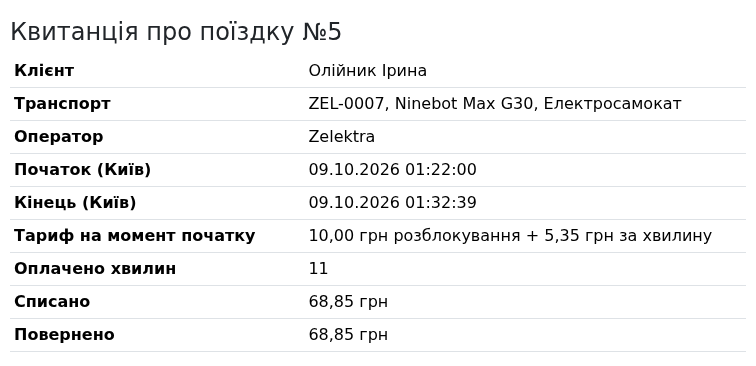 Квитанція про поїздку №5
Клієнт Олійник Ірина
Транспорт ZEL-0007, Ninebot Max G30, Електросамокат
Оператор Zelektra
Початок (Київ) 09.10.2026 01:22:00
Кінець (Київ) 09.10.2026 01:32:39
Тариф на момент початку 10,00 грн розблокування + 5,35 грн за хвилину
Оплачено хвилин 11
Списано 68,85 грн
Повернено 68,85 грн